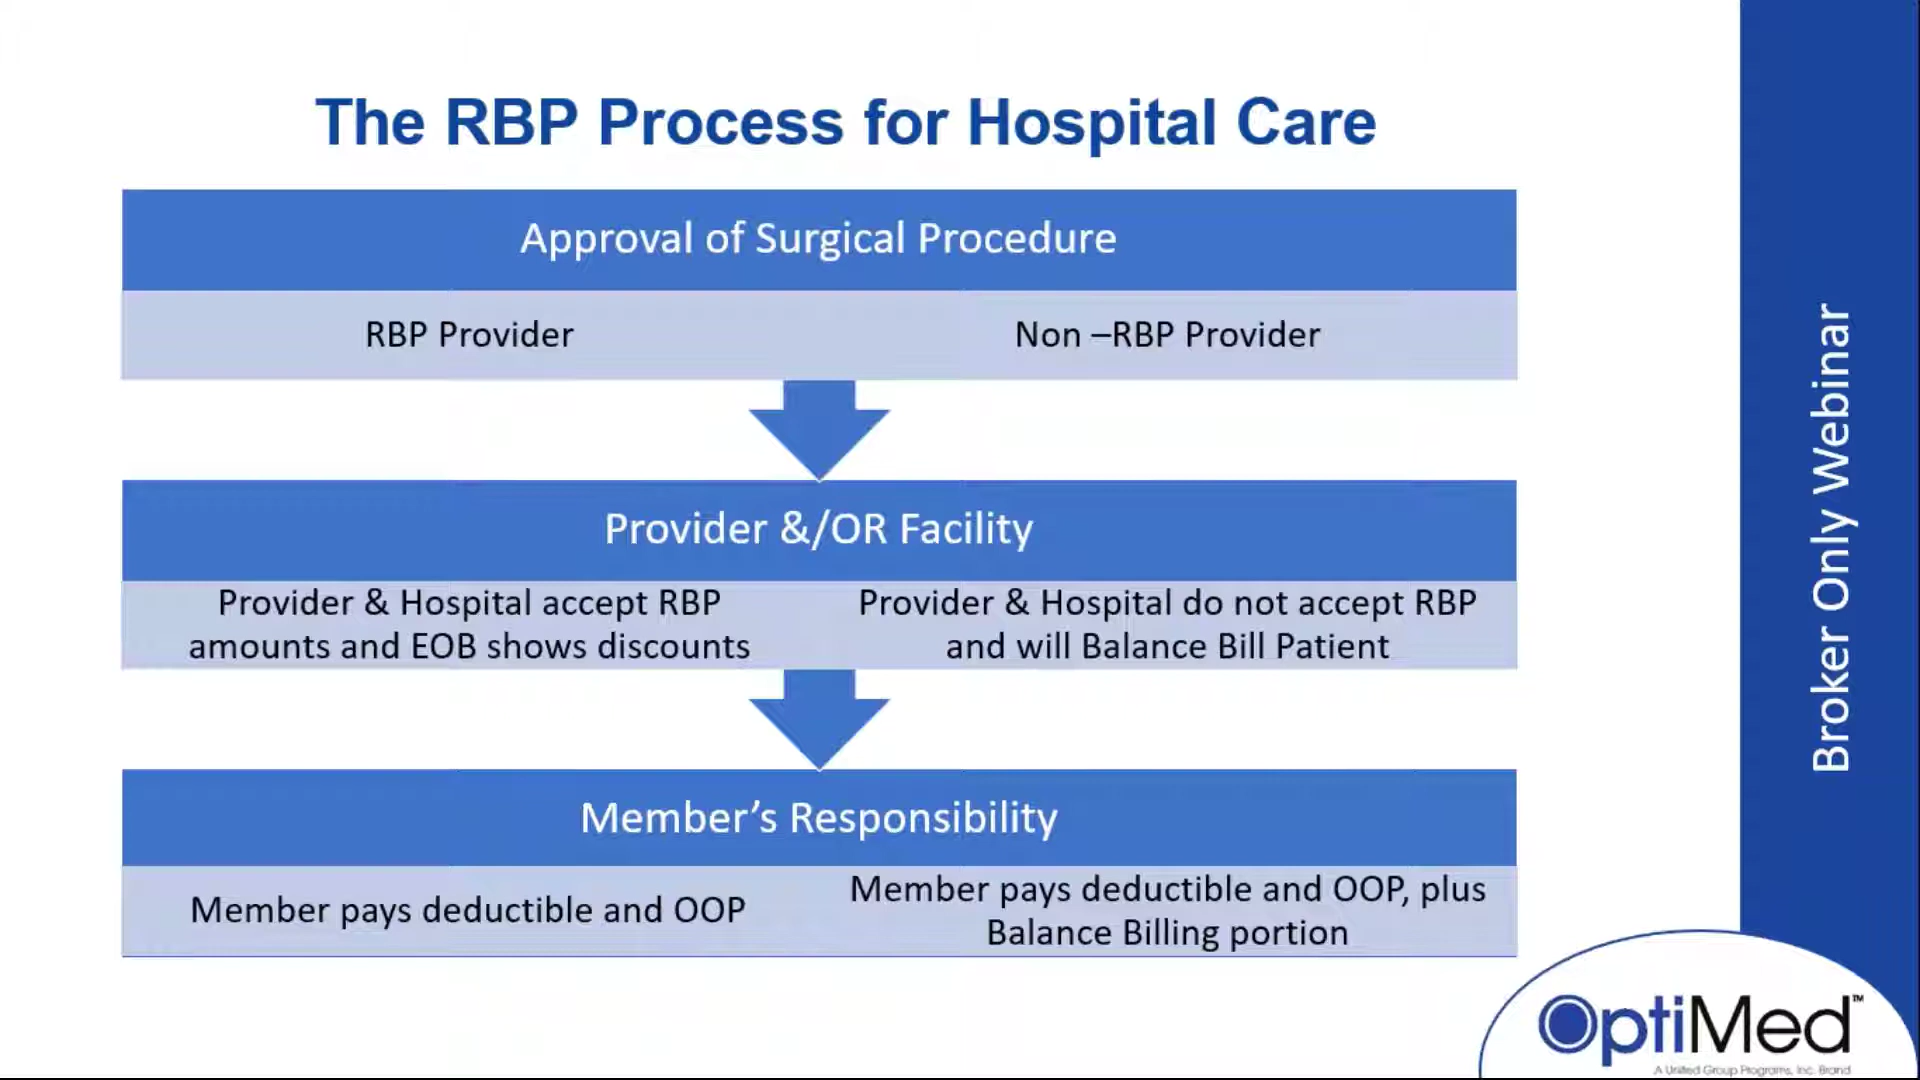 The RBP Process for Hospital Care
Approval of Surgical Procedure
RBP Provider
Non –RBP Provider
Provider &/OR Facility
Provider & Hospital accept RBP
amounts and EOB shows discounts
Provider & Hospital do not accept RBP
and will Balance Bill Patient
Member’s Responsibility
Member pays deductible and OOP
Member pays deductible and OOP, plus
Balance Billing portion
Broker Only Webinar
OptiMed™
A United Group Programs, Inc. Brand